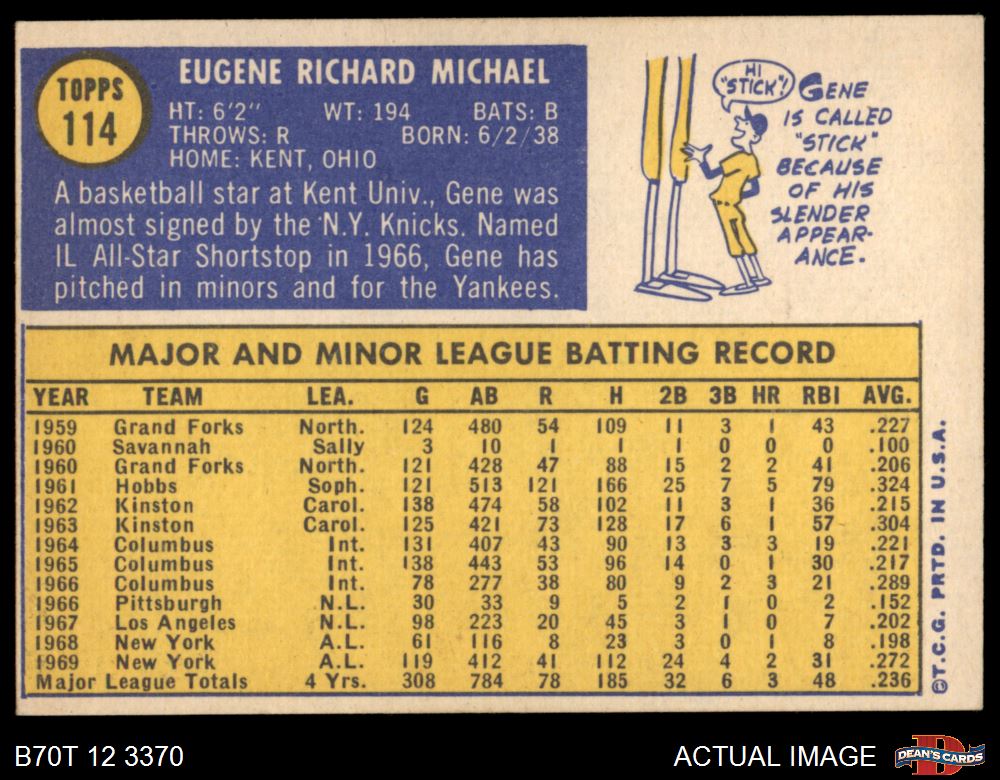 TOPPS
114
EUGENE RICHARD MICHAEL
HT: 6'2" WT: 194 BATS: B
THROWS: R BORN: 6/2/38
HOME: KENT, OHIO
A basketball star at Kent Univ., Gene was
almost signed by the N.Y. Knicks. Named
IL All-Star Shortstop in 1966, Gene has
pitched in minors and for the Yankees.
HI
"STICK"!
GENE
IS CALLED
"STICK"
BECAUSE
OF HIS
SLENDER
APPEAR-
ANCE.
MAJOR AND MINOR LEAGUE BATTING RECORD
YEAR TEAM LEA. G AB R H 2B 3B HR RBI AVG.
1959 Grand Forks North. 124 480 54 109 11 3 1 43 .227
1960 Savannah Sally 3 10 1 1 1 0 0 0 .100
1960 Grand Forks North. 121 428 47 88 15 2 2 41 .206
1961 Hobbs Soph. 121 513 121 166 25 7 5 79 .324
1962 Kinston Carol. 138 474 58 102 11 3 1 36 .215
1963 Kinston Carol. 125 421 73 128 17 6 1 57 .304
1964 Columbus Int. 131 407 43 90 13 3 3 19 .221
1965 Columbus Int. 138 443 53 96 14 0 1 30 .217
1966 Columbus Int. 78 277 38 80 9 2 3 21 .289
1966 Pittsburgh N.L. 30 33 9 5 2 1 0 2 .152
1967 Los Angeles N.L. 98 223 20 45 3 1 0 7 .202
1968 New York A.L. 61 116 8 23 3 0 1 8 .198
1969 New York A.L. 119 412 41 112 24 4 2 31 .272
Major League Totals 4 Yrs. 308 784 78 185 32 6 3 48 .236
©T.C.G. PRTD. IN U.S.A.
B70T 12 3370
ACTUAL IMAGE
D
DEAN'S CARDS